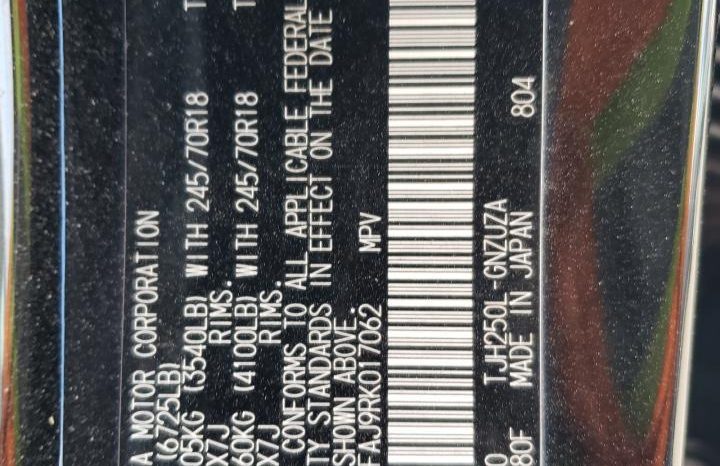 A MOTOR CORPORATION
(6725LB)
05KG (3540LB) WITH 245/70R18 T
X7J RIMS.
60KG (4100LB) WITH 245/70R18 T
X7J RIMS.
CONFORMS TO ALL APPLICABLE FEDERAL
TY STANDARDS IN EFFECT ON THE DATE
SHOWN ABOVE.
FAJ9RK017062 MPV
0 TJH250L-GNZUZA
80F MADE IN JAPAN 804